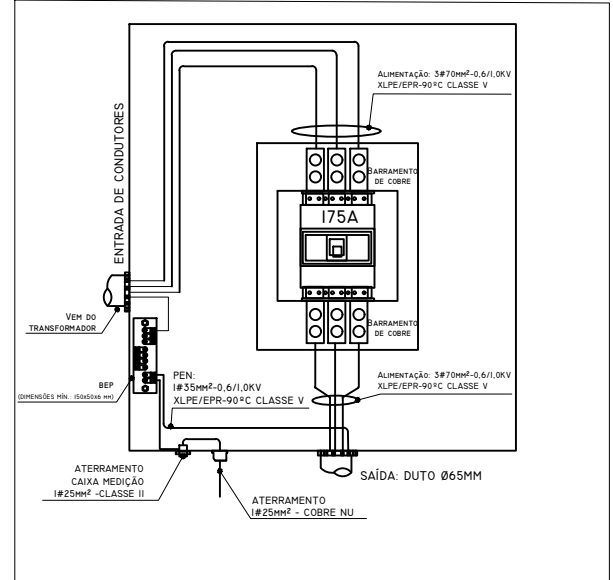 ALIMENTAÇÃO: 3#70MM²-0,6/1,0KV
XLPE/EPR-90ºC CLASSE V
ENTRADA DE CONDUTORES
BARRAMENTO
DE COBRE
175A
VEM DO
TRANSFORMADOR
BARRAMENTO
DE COBRE
BEP
(DIMENSÕES MÍN.: 150X50X6 MM)
PEN:
1#35MM²-0,6/1,0KV
XLPE/EPR-90ºC CLASSE V
ALIMENTAÇÃO: 3#70MM²-0,6/1,0KV
XLPE/EPR-90ºC CLASSE V
ATERRAMENTO
CAIXA MEDIÇÃO
1#25MM² -CLASSE II
SAÍDA: DUTO Ø65MM
ATERRAMENTO
1#25MM² - COBRE NU